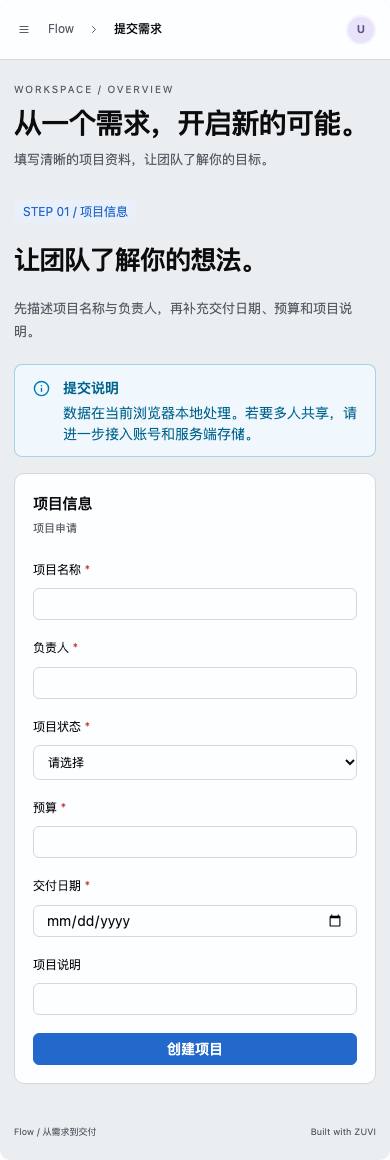 Flow > 提交需求
U
WORKSPACE / OVERVIEW
从一个需求，开启新的可能。
填写清晰的项目资料，让团队了解你的目标。
STEP 01 / 项目信息
让团队了解你的想法。
先描述项目名称与负责人，再补充交付日期、预算和项目说
明。
提交说明
数据在当前浏览器本地处理。若要多人共享，请
进一步接入账号和服务端存储。
项目信息
项目申请
项目名称 *
负责人 *
项目状态 *
请选择
预算 *
交付日期 *
mm/dd/yyyy
项目说明
创建项目
Flow / 从需求到交付
Built with ZUVI